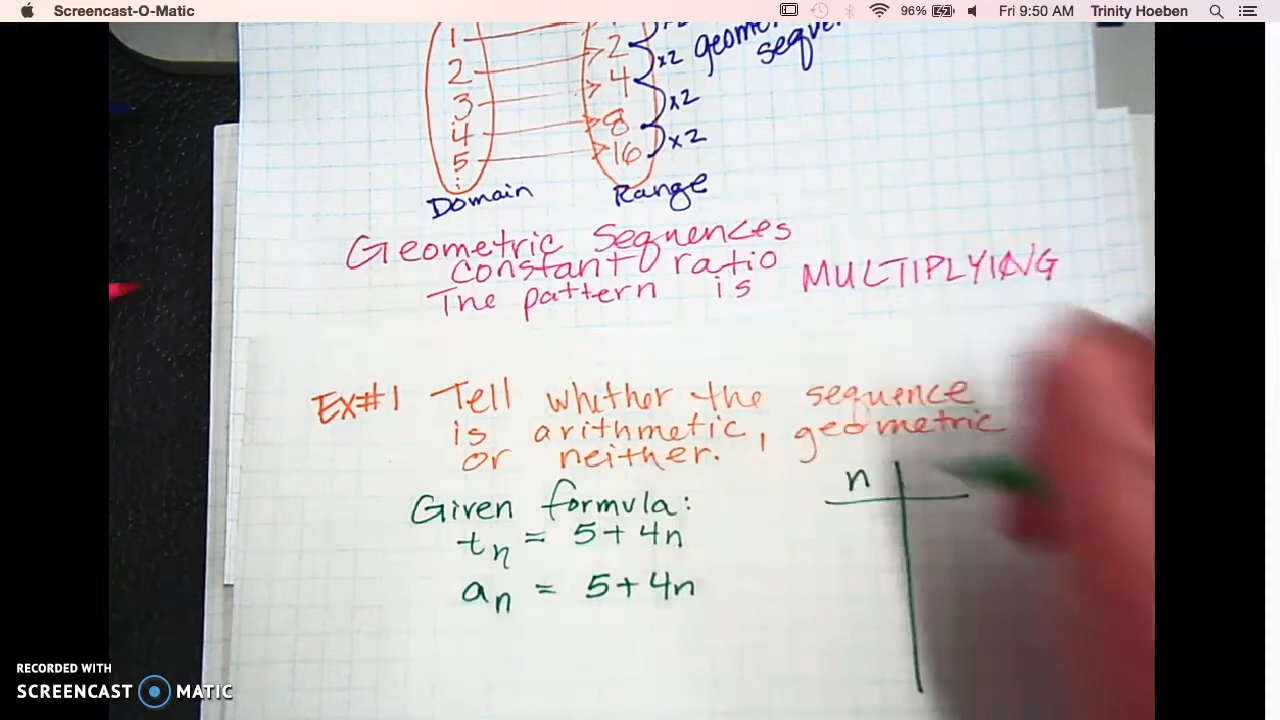 Screencast-O-Matic
96%
Fri 9:50 AM
Trinity Hoeben
1
2
x2
2
4
x2
3
8
x2
4
16
5
Domain
Range
Geometric Sequences
constant ratio
The pattern is MULTIPLYING
Ex#1 Tell whether the sequence
is arithmetic, geometric
or neither.
n
Given formula:
tn = 5+4n
an = 5+4n
RECORDED WITH
SCREENCAST MATIC